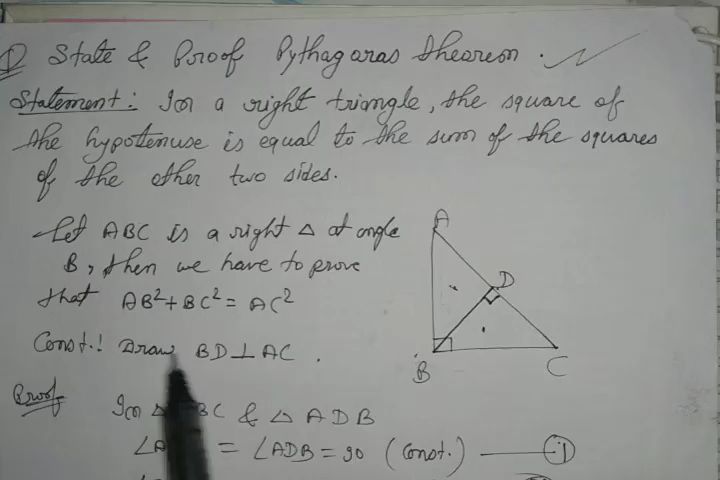 1) State & Proof Pythagoras theorem.
Statement: In a right triangle, the square of
the hypotenuse is equal to the sum of the squares
of the other two sides.
Let ABC is a right △ at angle
B, then we have to prove
that AB²+BC² = AC²
Const.: Draw BD⊥AC.
A
D
B
C
Proof In △ BC & △ADB
∠A = ∠ADB = 90 (Const.) — ①